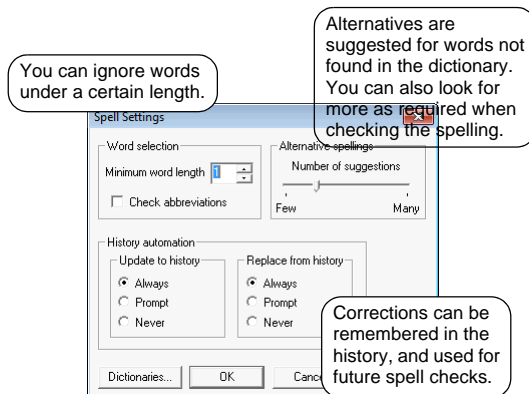 Alternatives are
suggested for words not
found in the dictionary.
You can also look for
more as required when
checking the spelling.
You can ignore words
under a certain length.
Spell Settings
Word selection
Minimum word length 1
Check abbreviations
Alternative spellings
Number of suggestions
Few Many
History automation
Update to history
Always
Prompt
Never
Replace from history
Always
Prompt
Never
Corrections can be
remembered in the
history, and used for
future spell checks.
Dictionaries... OK Canc